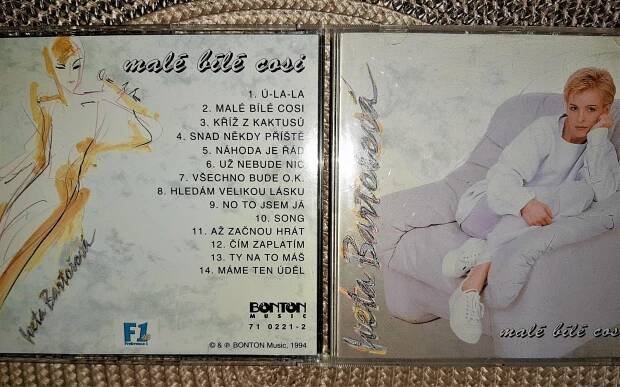 malé bílé cosi
1. Ú-LA-LA
2. MALÉ BÍLÉ COSI
3. KŘÍŽ Z KAKTUSŮ
4. SNAD NĚKDY PŘÍŠTĚ
5. NÁHODA JE ŘÁD
6. UŽ NEBUDE NIC
7. VŠECHNO BUDE O.K.
8. HLEDÁM VELIKOU LÁSKU
9. NO TO JSEM JÁ
10. SONG
11. AŽ ZAČNOU HRÁT
12. ČÍM ZAPLATÍM
13. TY NA TO MÁŠ
14. MÁME TEN ÚDĚL
Iveta Bartošová
F1
BONTON
MUSIC
71 0221-2
© & ℗ BONTON Music, 1994
Iveta Bartošová
malé bílé cosi